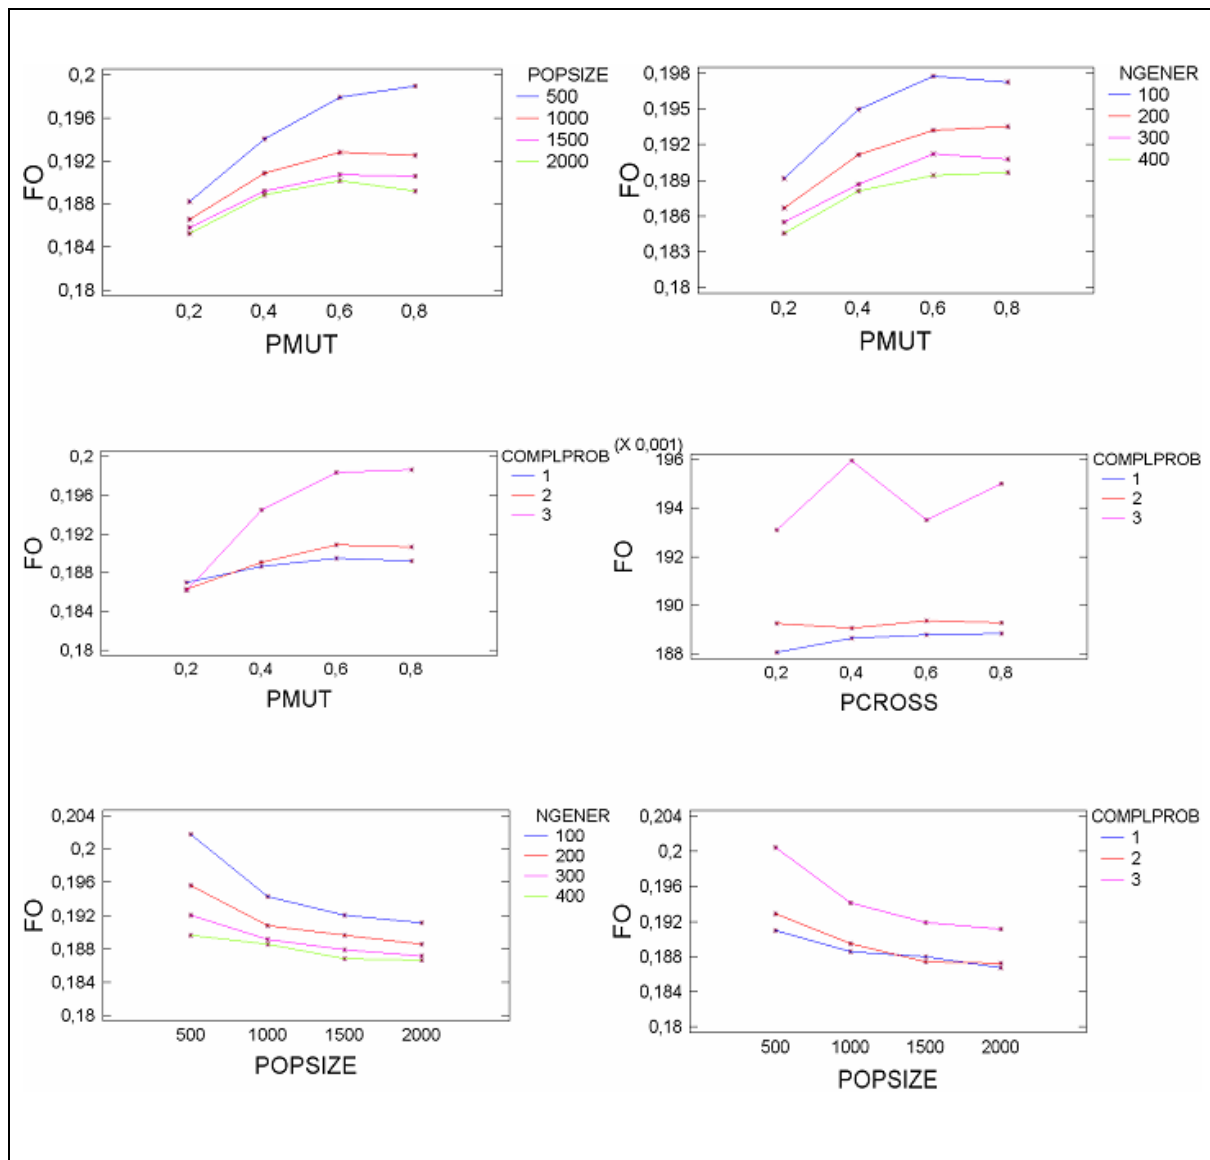 0,2
0,196
0,192
0,188
0,184
0,18
FO
0,2 0,4 0,6 0,8
PMUT
POPSIZE
500
1000
1500
2000
0,198
0,195
0,192
0,189
0,186
0,183
0,18
FO
0,2 0,4 0,6 0,8
PMUT
NGENER
100
200
300
400
0,2
0,196
0,192
0,188
0,184
0,18
FO
0,2 0,4 0,6 0,8
PMUT
COMPLPROB
1
2
3
(X 0,001)
196
194
192
190
188
FO
0,2 0,4 0,6 0,8
PCROSS
COMPLPROB
1
2
3
0,204
0,2
0,196
0,192
0,188
0,184
0,18
FO
500 1000 1500 2000
POPSIZE
NGENER
100
200
300
400
0,204
0,2
0,196
0,192
0,188
0,184
0,18
FO
500 1000 1500 2000
POPSIZE
COMPLPROB
1
2
3